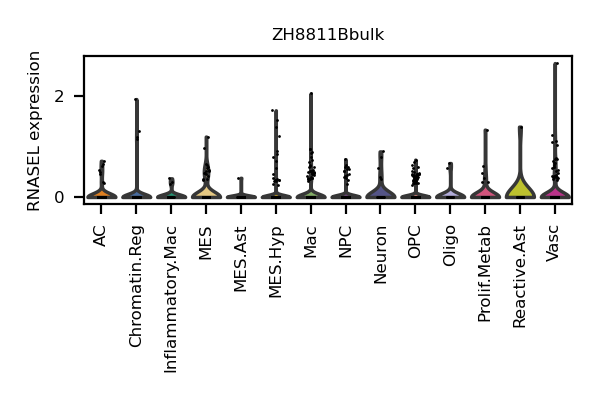 ZH8811Bbulk
RNASEL expression
2
0
AC
Chromatin.Reg
Inflammatory.Mac
MES
MES.Ast
MES.Hyp
Mac
NPC
Neuron
OPC
Oligo
Prolif.Metab
Reactive.Ast
Vasc